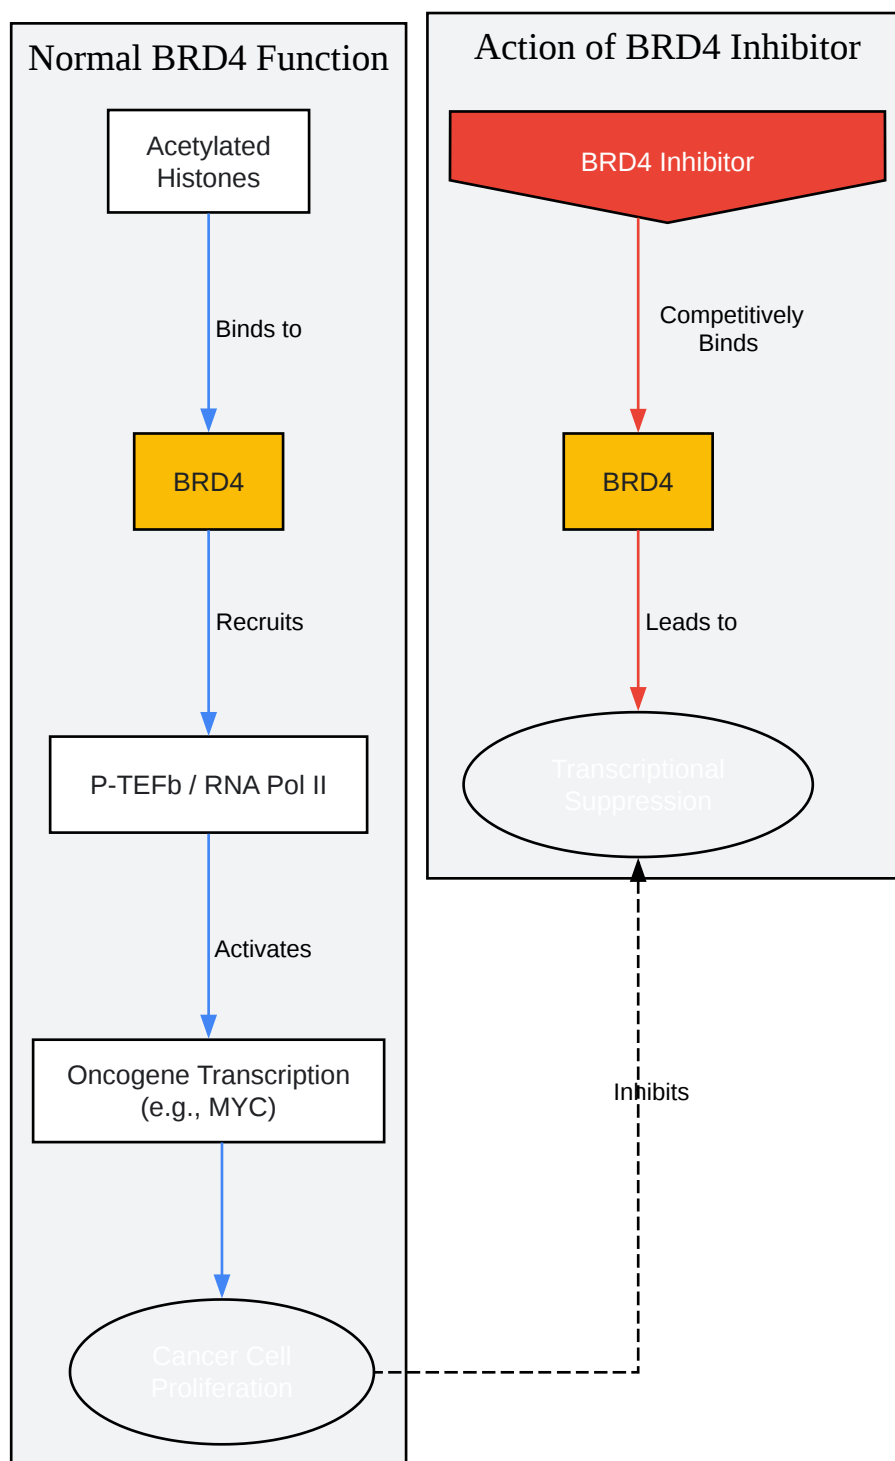 Normal BRD4 Function
Acetylated
Histones
Binds to
BRD4
Recruits
P-TEFb / RNA Pol II
Activates
Oncogene Transcription
(e.g., MYC)
Cancer Cell
Proliferation
Action of BRD4 Inhibitor
BRD4 Inhibitor
Competitively
Binds
BRD4
Leads to
Transcriptional
Suppression
Inhibits